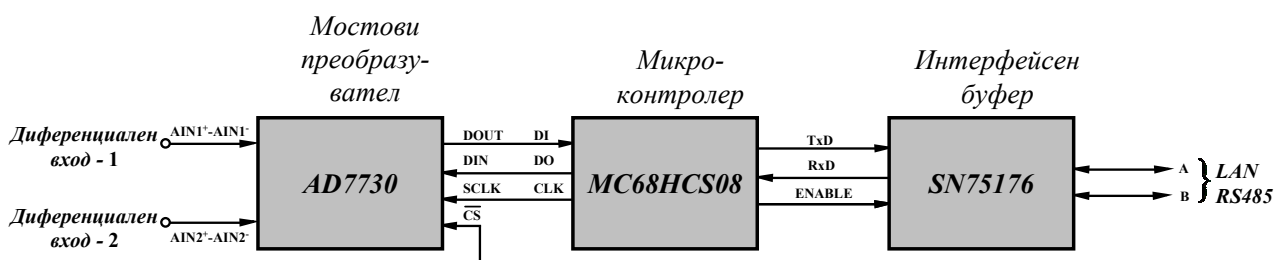 Мостови
преобразу-
вател
Микро-
контролер
Интерфейсен
буфер
Диференциален
вход - 1
AIN1⁺-AIN1⁻
Диференциален
вход - 2
AIN2⁺-AIN2⁻
AD7730
DOUT DI
DIN DO
SCLK CLK
C̅S̅
MC68HCS08
TxD
RxD
ENABLE
SN75176
A
B
LAN
RS485